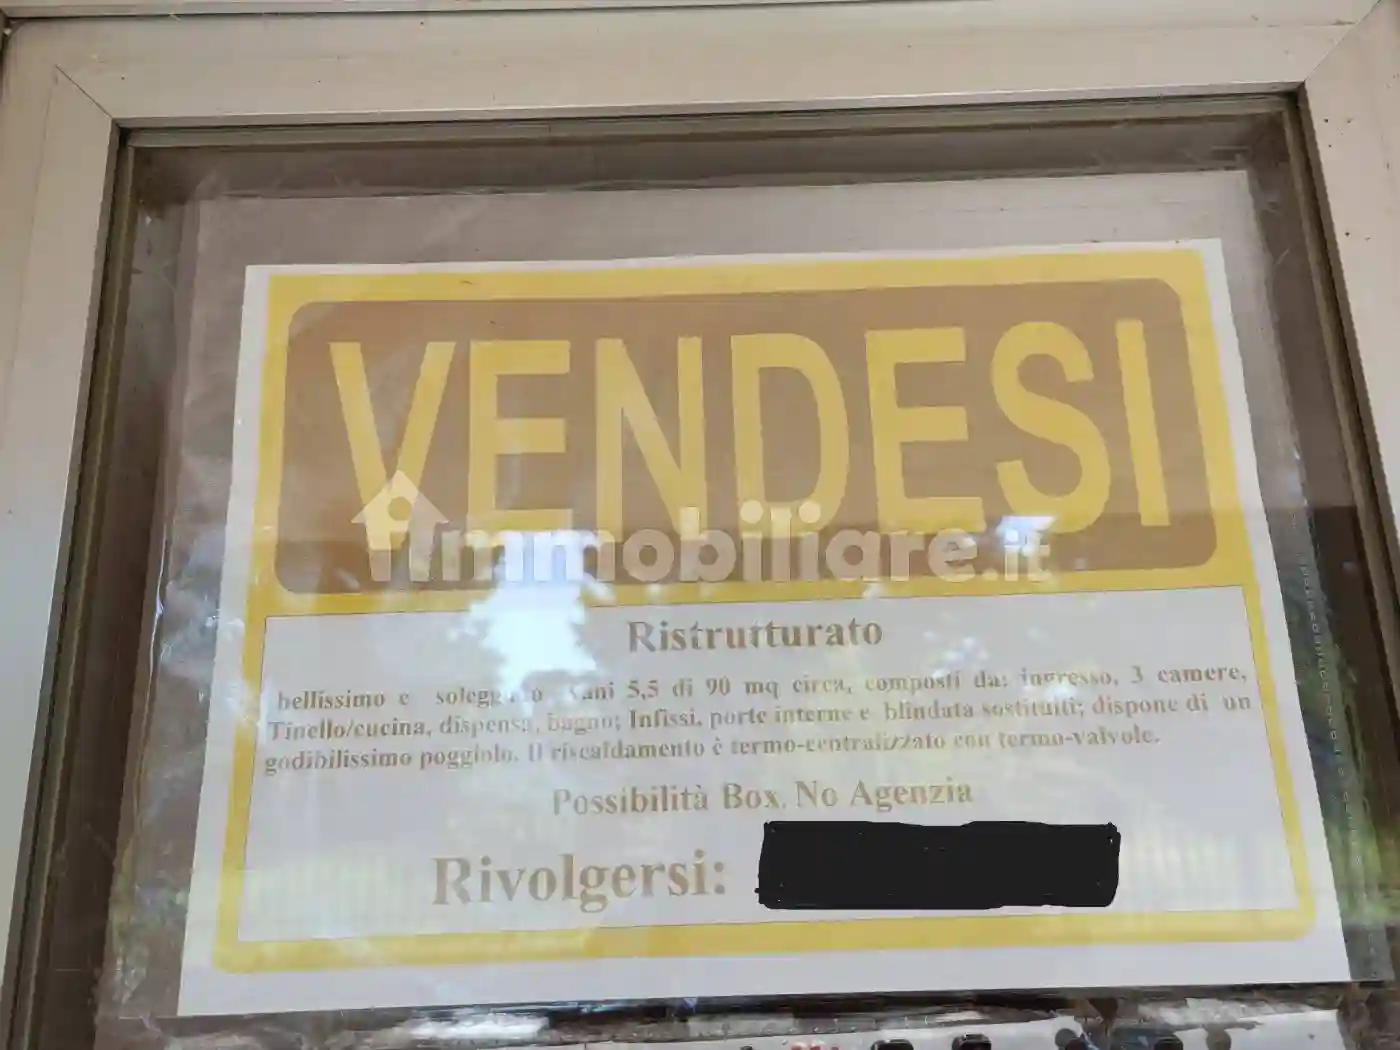 VENDESI
immobiliare.it
Ristrutturato
bellissimo e soleggiato vani 5,5 di 90 mq circa, composti da: ingresso, 3 camere,
Tinello/cucina, dispensa, bagno; Infissi, porte interne e blindata sostituiti; dispone di un
godibilissimo poggiolo. Il riscaldamento è termo-centralizzato con termo-valvole.
Possibilità Box. No Agenzia
Rivolgersi: